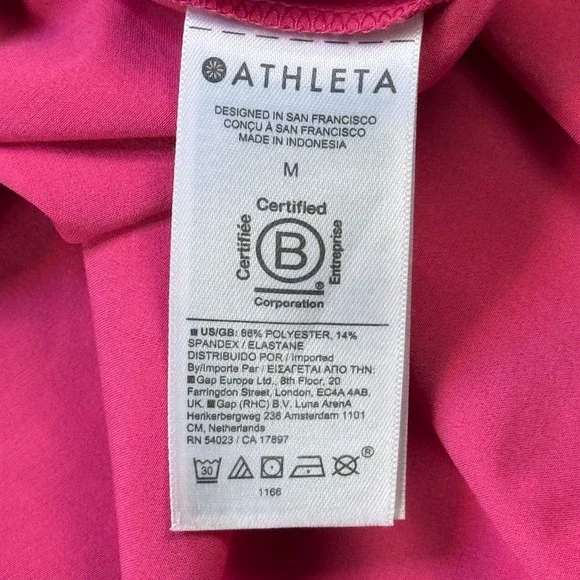 ATHLETA
DESIGNED IN SAN FRANCISCO
CONÇU À SAN FRANCISCO
MADE IN INDONESIA
M
Certified
Certifiée
B
Entreprise
®
Corporation
US/GB: 86% POLYESTER, 14%
SPANDEX / ELASTANE
DISTRIBUIDO POR / Imported
By/Importe Par / ΕΙΣΑΓΕΤΑΙ ΑΠΟ ΤΗΝ:
Gap Europe Ltd., 8th Floor, 20
Farringdon Street, London, EC4A 4AB,
UK. Gap (RHC) B.V. Luna ArenA
Herikerbergweg 238 Amsterdam 1101
CM, Netherlands
RN 54023 / CA 17897
30
®
1166